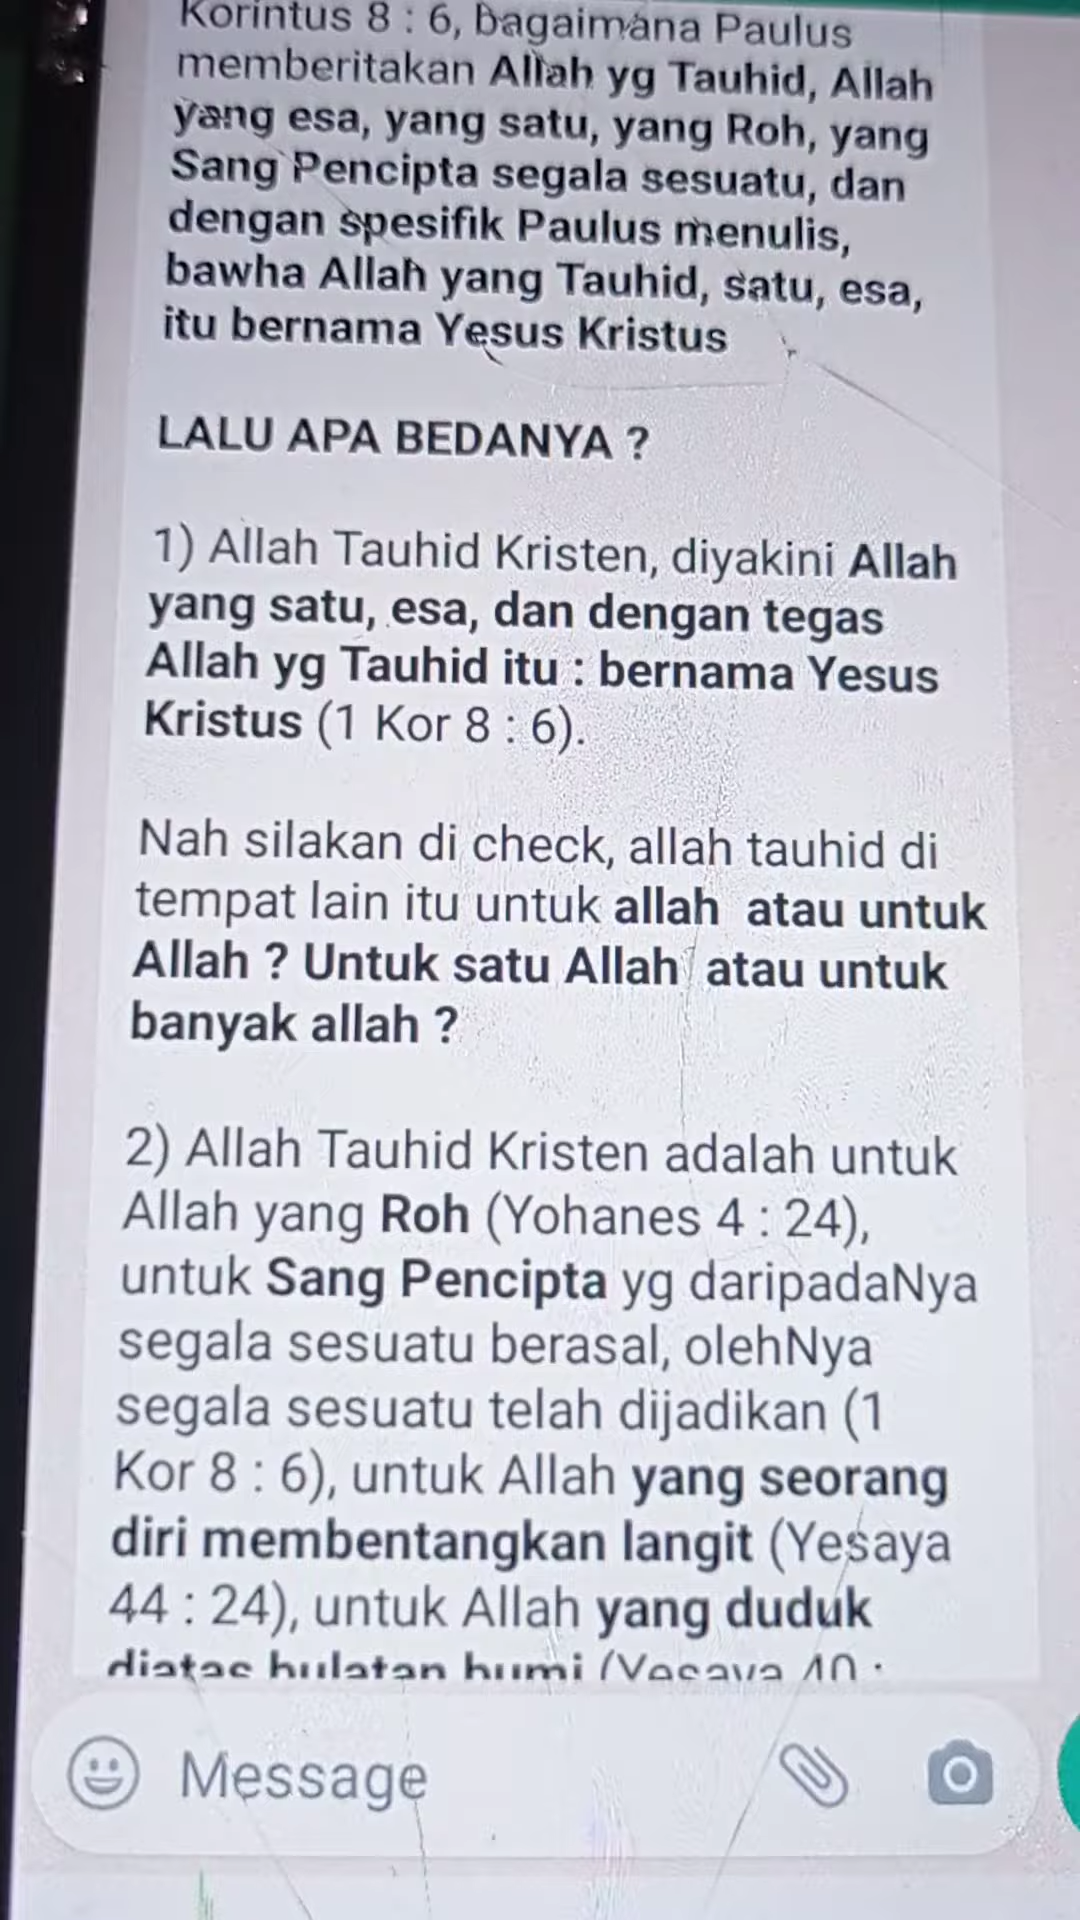 Korintus 8 : 6, bagaimana Paulus
memberitakan Allah yg Tauhid, Allah
yang esa, yang satu, yang Roh, yang
Sang Pencipta segala sesuatu, dan
dengan spesifik Paulus menulis,
bawha Allah yang Tauhid, satu, esa,
itu bernama Yesus Kristus
LALU APA BEDANYA ?
1) Allah Tauhid Kristen, diyakini Allah
yang satu, esa, dan dengan tegas
Allah yg Tauhid itu : bernama Yesus
Kristus (1 Kor 8 : 6).
Nah silakan di check, allah tauhid di
tempat lain itu untuk allah atau untuk
Allah ? Untuk satu Allah atau untuk
banyak allah ?
2) Allah Tauhid Kristen adalah untuk
Allah yang Roh (Yohanes 4 : 24),
untuk Sang Pencipta yg daripadaNya
segala sesuatu berasal, olehNya
segala sesuatu telah dijadikan (1
Kor 8 : 6), untuk Allah yang seorang
diri membentangkan langit (Yesaya
44 : 24), untuk Allah yang duduk
diatas bulatan bumi (Yesaya 40 :
Message